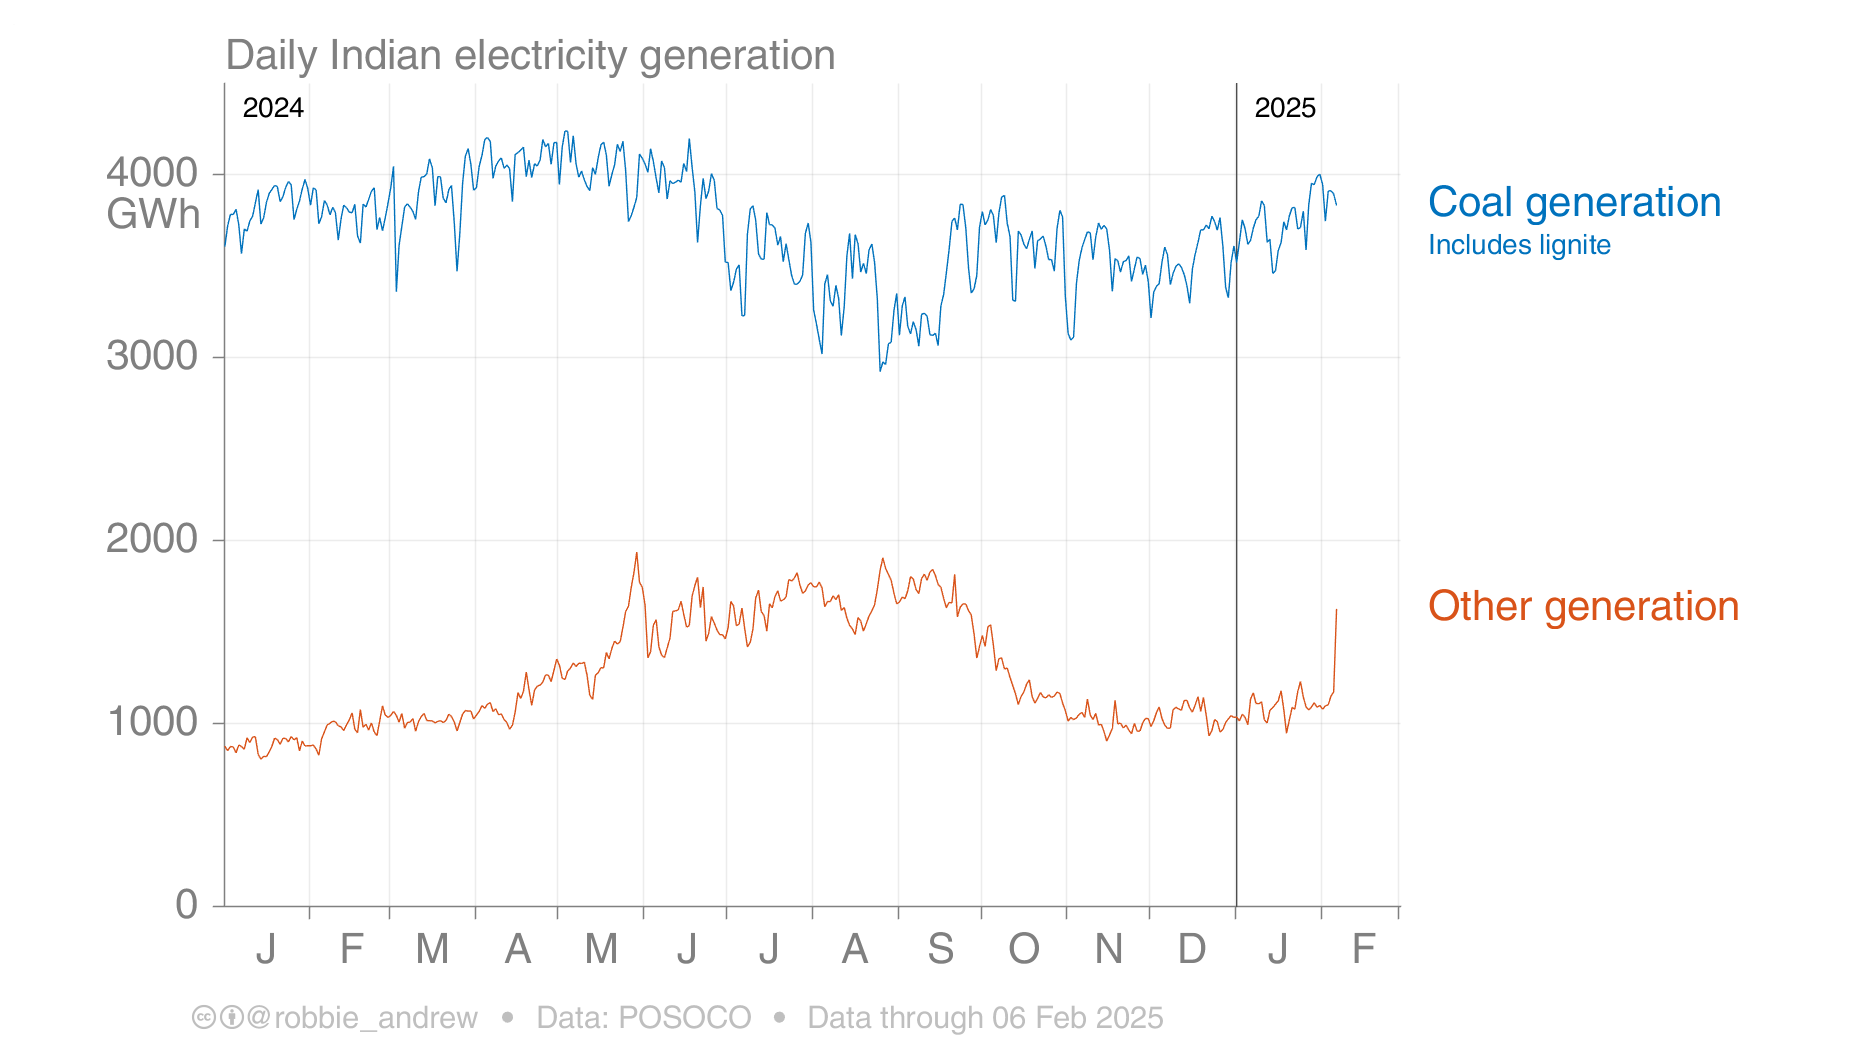 Daily Indian electricity generation
2024
2025
4000
GWh
3000
2000
1000
0
Coal generation
Includes lignite
Other generation
J F M A M J J A S O N D J F
cc @robbie_andrew • Data: POSOCO • Data through 06 Feb 2025